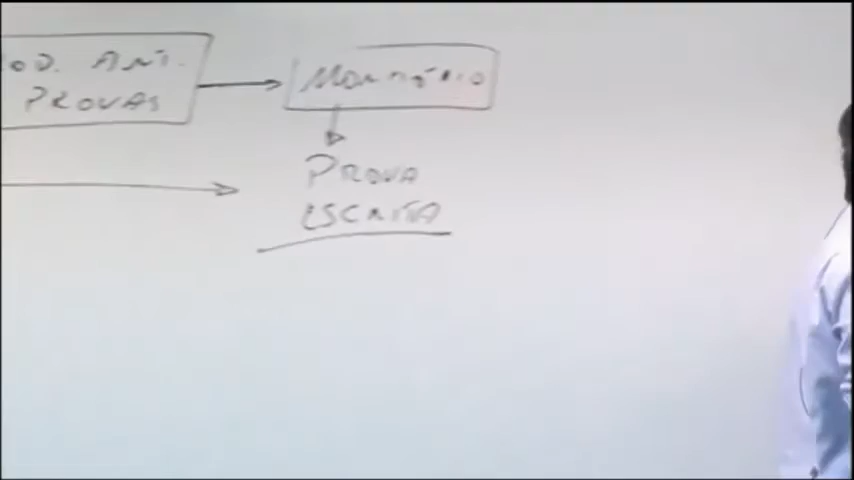 OD. ANT.
PROVAS
MONITÓRIO
PROVA
ESCRITA